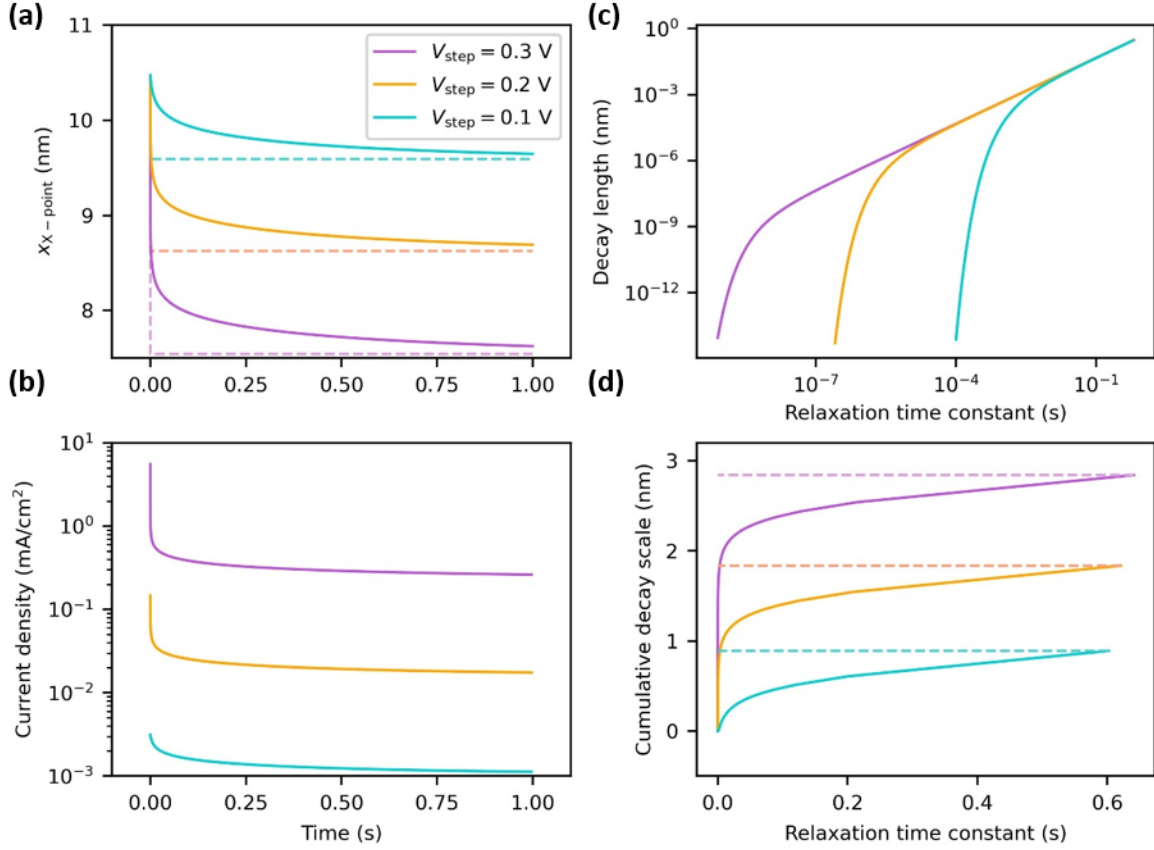 (a)
11
10
9
8
x_X-point (nm)
V_step = 0.3 V
V_step = 0.2 V
V_step = 0.1 V
0.00 0.25 0.50 0.75 1.00
(b)
10^1
10^0
10^-1
10^-2
10^-3
Current density (mA/cm^2)
0.00 0.25 0.50 0.75 1.00
Time (s)
(c)
10^0
10^-3
10^-6
10^-9
10^-12
Decay length (nm)
10^-7 10^-4 10^-1
Relaxation time constant (s)
(d)
3
2
1
0
Cumulative decay scale (nm)
0.0 0.2 0.4 0.6
Relaxation time constant (s)